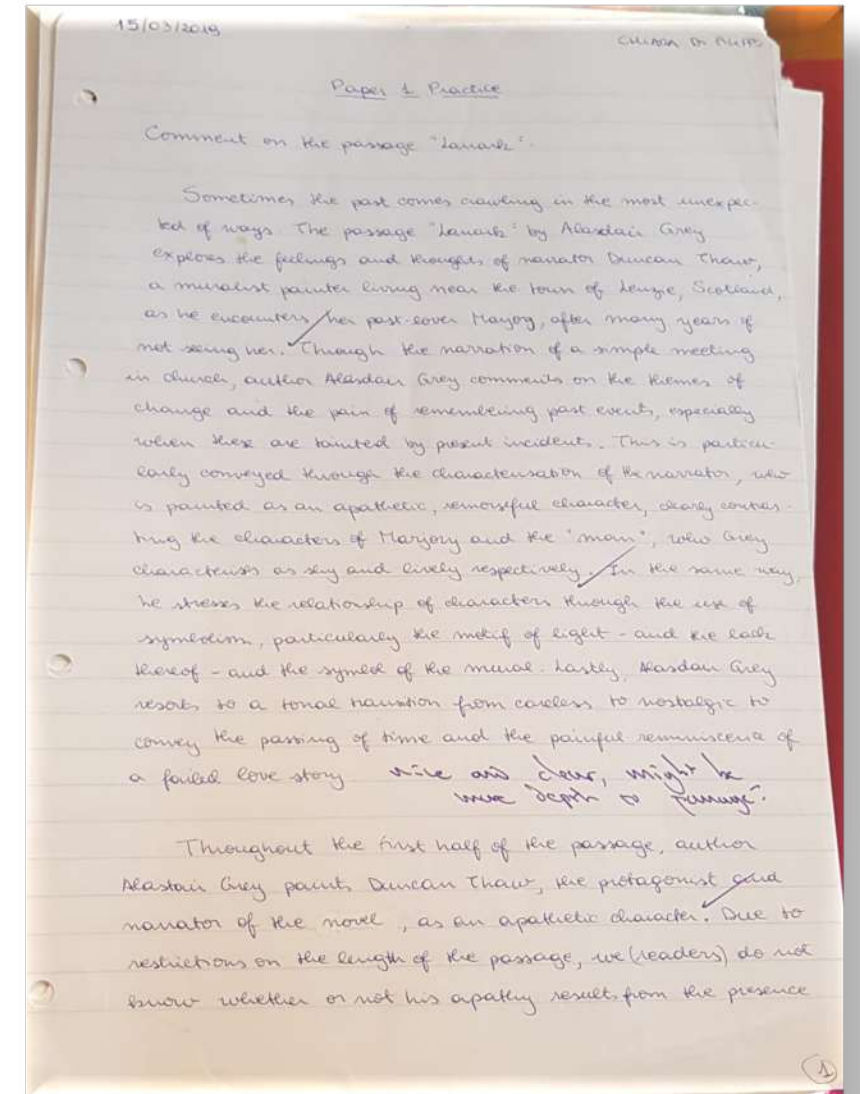 15/03/2019
CHIARA DI
Paper 1 Practice
Comment on the passage "Lanark".
Sometimes the past comes crawling in the most unexpec-
ted of ways. The passage "Lanark" by Alasdair Grey
explores the feelings and thoughts of narrator Duncan Thaw,
a muralist painter living near the town of Lenzie, Scotland,
as he encounters her past-lover Marjory, after many years of
not seeing her. Through the narration of a simple meeting
in church, author Alasdair Grey comments on the themes of
change and the pain of remembering past events, especially
when these are tainted by present incidents. This is particu-
larly conveyed through the characterisation of the narrator, who
is painted as an apathetic, remorseful character, clearly contras-
ting the characters of Marjory and the "man", who Grey
characterises as shy and lively respectively. In the same way,
he stresses the relationship of characters through the use of
symbolism, particularly the motif of light - and the lack
thereof - and the symbol of the mural. Lastly, Alasdair Grey
resorts to a tonal transition from careless to nostalgic to
convey the passing of time and the painful reminiscence of
a failed love story
nice and clear, might be
more depth to passage.
Throughout the first half of the passage, author
Alastair Grey paints Duncan Thaw, the protagonist and
narrator of the novel, as an apathetic character. Due to
restrictions on the length of the passage, we (readers) do not
know whether or not his apathy results from the presence
1